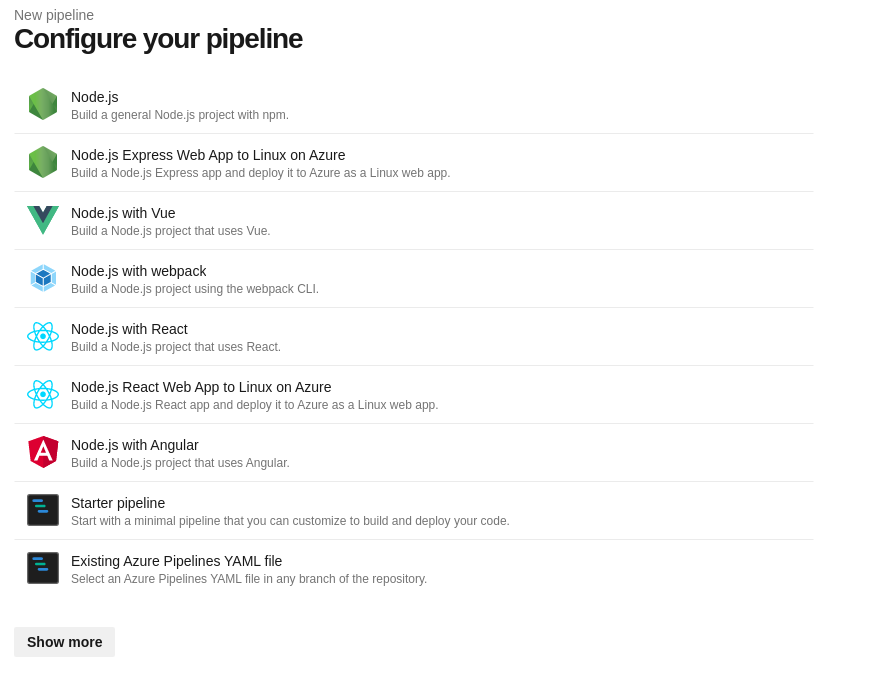 New pipeline
Configure your pipeline
Node.js
Build a general Node.js project with npm.
Node.js Express Web App to Linux on Azure
Build a Node.js Express app and deploy it to Azure as a Linux web app.
Node.js with Vue
Build a Node.js project that uses Vue.
Node.js with webpack
Build a Node.js project using the webpack CLI.
Node.js with React
Build a Node.js project that uses React.
Node.js React Web App to Linux on Azure
Build a Node.js React app and deploy it to Azure as a Linux web app.
Node.js with Angular
Build a Node.js project that uses Angular.
Starter pipeline
Start with a minimal pipeline that you can customize to build and deploy your code.
Existing Azure Pipelines YAML file
Select an Azure Pipelines YAML file in any branch of the repository.
Show more